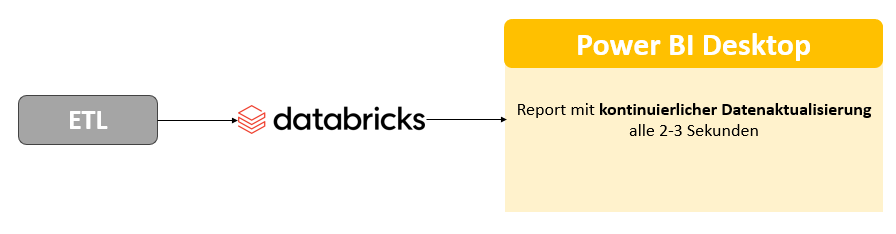 ETL
databricks
Power BI Desktop
Report mit kontinuierlicher Datenaktualisierung
alle 2-3 Sekunden